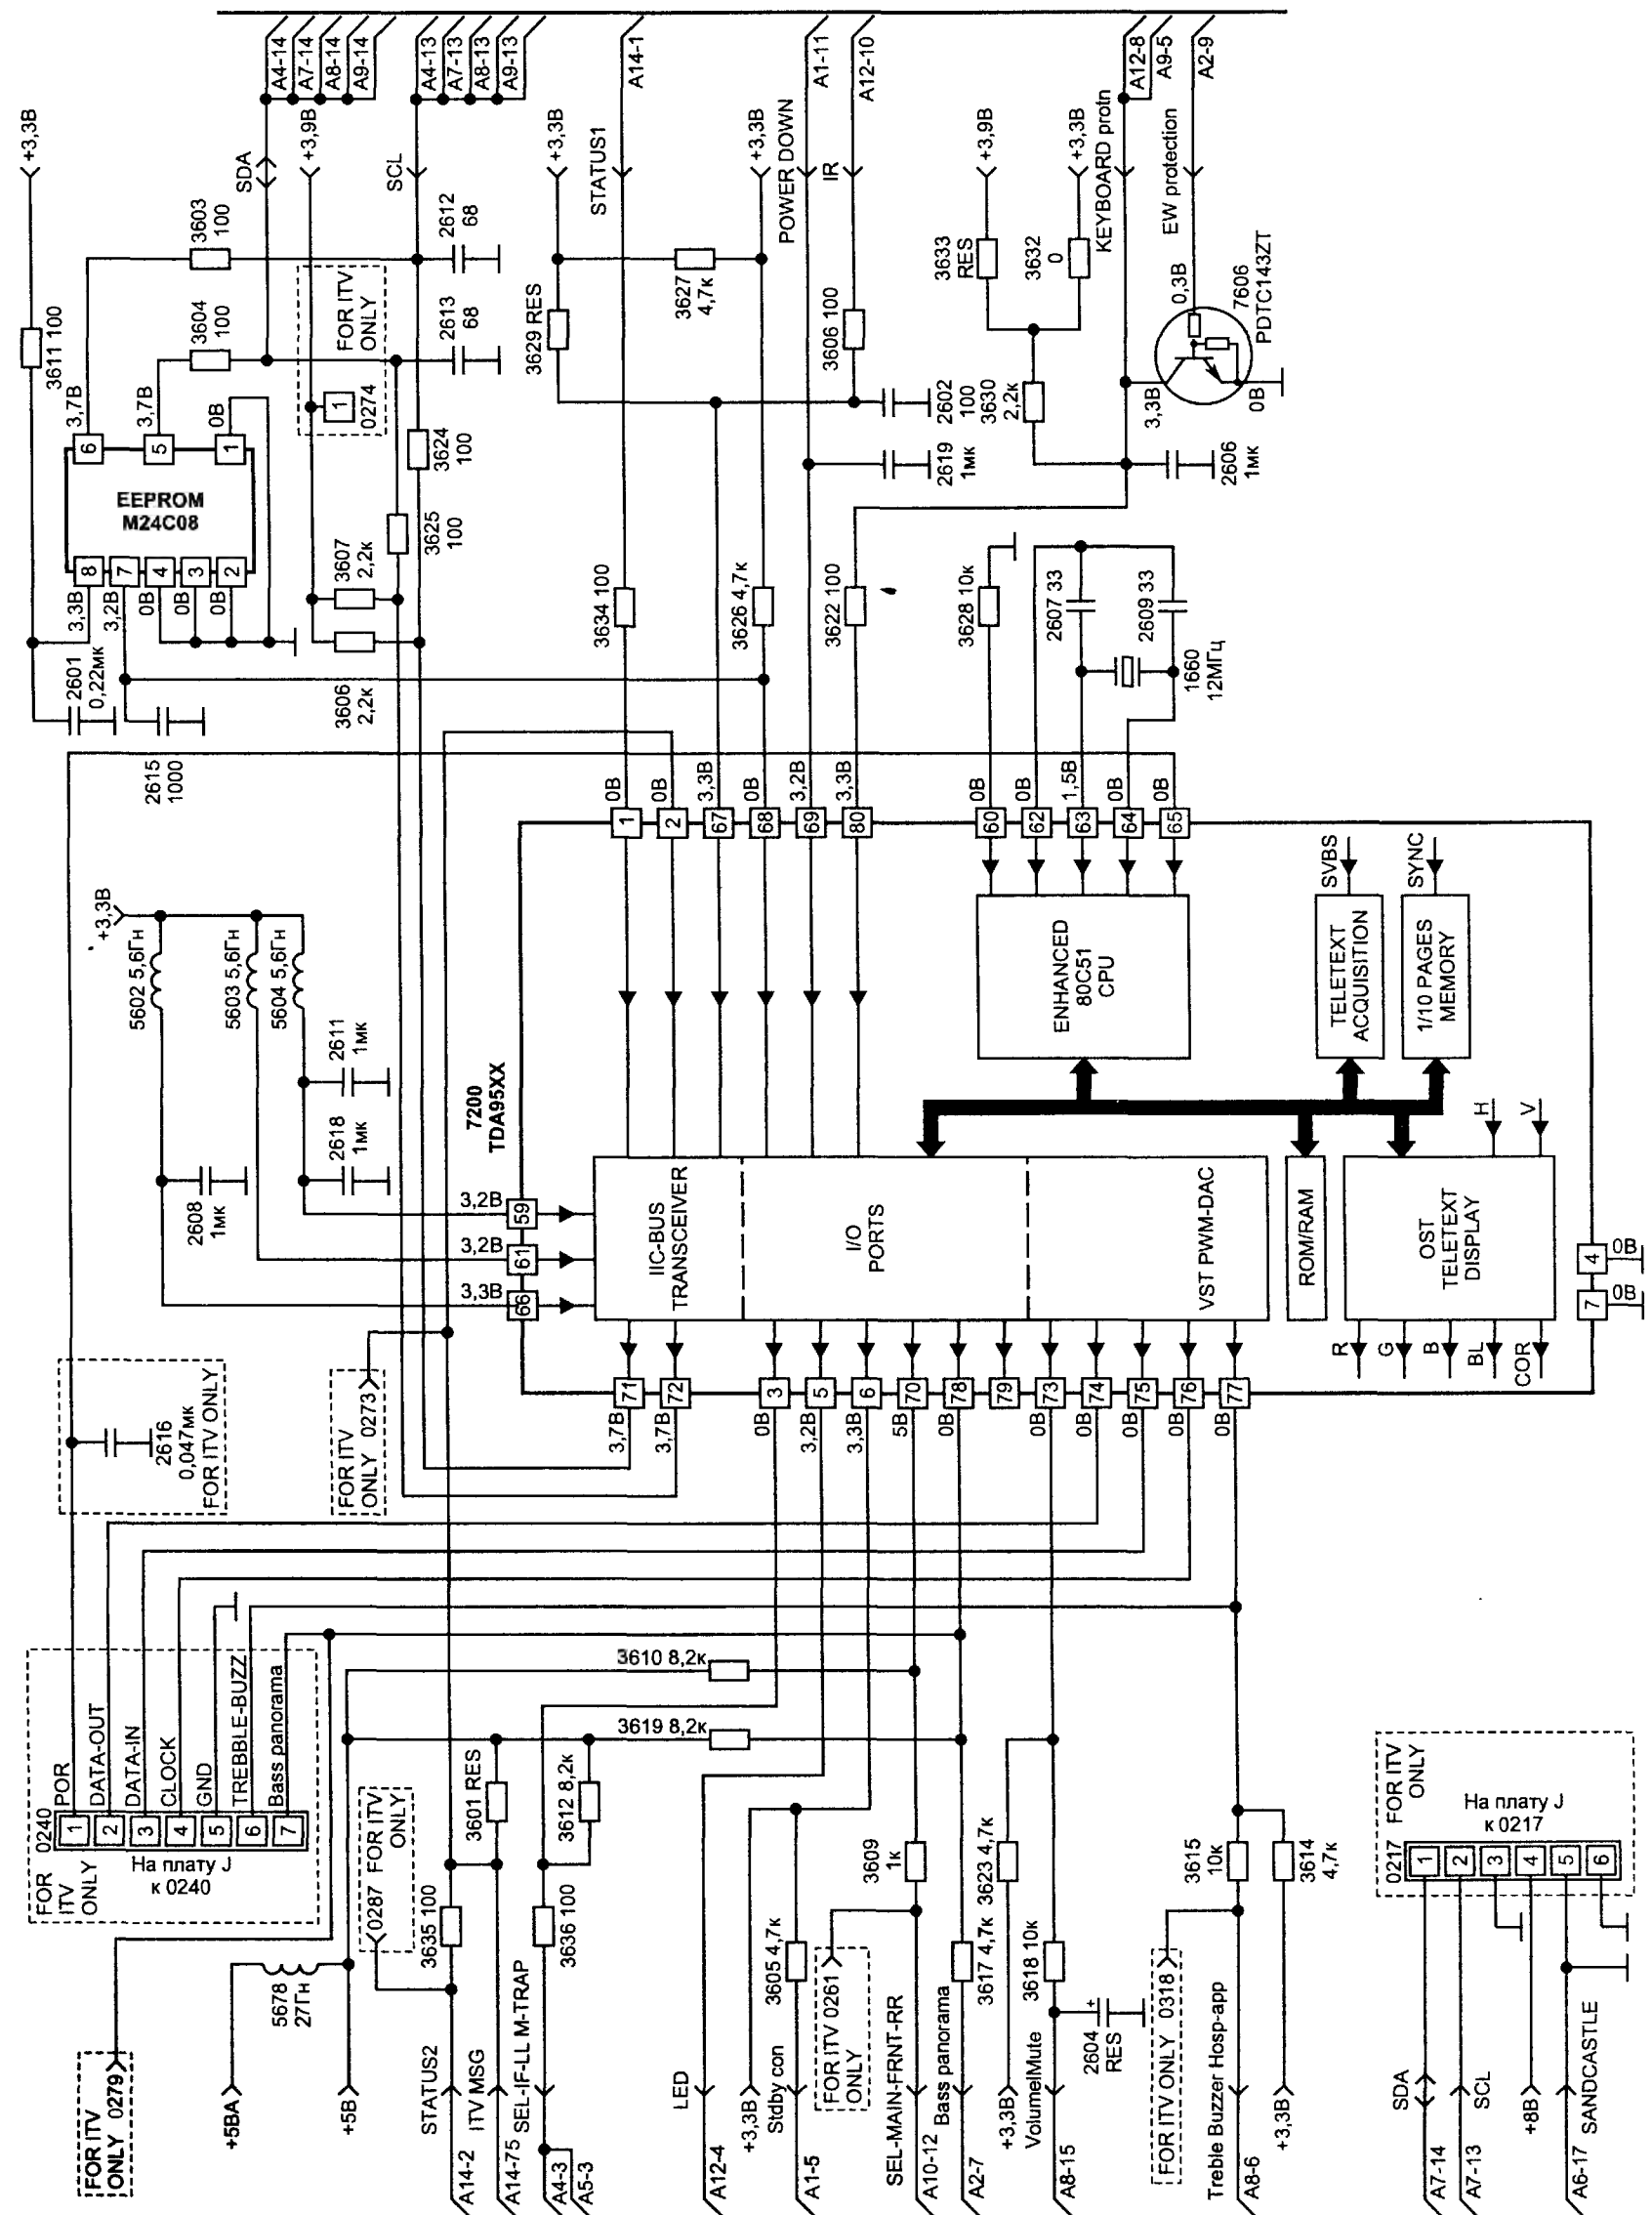 A4-14
A7-14
A8-14
A9-14
A4-13
A7-13
A8-13
A9-13
A14-1
A1-11
A12-10
A12-8
A9-5
A2-9
+3,3В
SDA
+3,9В
SCL
+3,3В
STATUS1
+3,3В
POWER DOWN
IR
+3,9В
+3,3В
KEYBOARD protn
EW protection
3611 100
3603
100
3604
100
FOR ITV
ONLY
1
0274
2612
68
2613
68
3629 RES
3627
4,7к
3606 100
3633
RES
3632
0
0,3В
7606
PDTC143ZT
3,3В
0В
3,7В
3,7В
0В
6
5
1
EEPROM
M24C08
8
7
4
3
2
3,3В
3,2В
0В
0В
0В
3624
100
3625
100
3607
2,2к
3606
2,2к
2602
100
3630
2,2к
2619
1мк
2606
1мк
2601
0,22мк
2615
1000
3634 100
3626 4,7к
3622 100
3628 10к
2607 33
2609 33
1660
12МГц
0В
0В
3,3В
0В
3,2В
3,3В
0В
0В
1,5В
0В
0В
1
2
67
68
69
80
60
62
63
64
65
+3,3В
5602 5,6Гн
5603 5,6Гн
5604 5,6Гн
2611
1мк
2618
1мк
2608
1мк
7200
TDA95XX
3,2В
3,2В
3,3В
59
61
66
ENHANCED
80C51
CPU
SVBS
SYNC
TELETEXT
ACQUISITION
1/10 PAGES
MEMORY
IIC-BUS
TRANSCEIVER
I/O
PORTS
VST PWM-DAC
ROM/RAM
OST
TELETEXT
DISPLAY
H
V
R
G
B
BL
COR
4
0В
7
0В
71
72
3
5
6
70
78
79
73
74
75
76
77
3,7В
3,7В
0В
3,2В
3,3В
5В
0В
0В
0В
0В
0В
0В
2616
0,047мк
FOR ITV ONLY
FOR ITV
ONLY 0273
0240
POR
DATA-OUT
DATA-IN
CLOCK
GND
TREBBLE-BUZZ
Bass panorama
1
2
3
4
5
6
7
FOR
ITV
ONLY
На плату J
к 0240
3610 8,2к
3619 8,2к
3601 RES
3612 8,2к
0287 FOR ITV
ONLY
3635 100
3636 100
3609
1к
3605 4,7к
3623 4,7к
3617 4,7к
3618 10к
3615
10к
3614
4,7к
FOR ITV 0261
ONLY
2604
RES
+
FOR ITV ONLY 0318
5678
27Гн
FOR ITV
ONLY 0279
+5BA
+5В
STATUS2
ITV MSG
SEL-IF-LL M-TRAP
LED
+3,3В
Stdby con
SEL-MAIN-FRNT-RR
Bass panorama
+3,3В
VolumelMute
Treble Buzzer Hosp-app
+3,3В
A14-2
A14-75
A4-3
A5-3
A12-4
A1-5
A10-12
A2-7
A8-15
A8-6
0217 FOR ITV
ONLY
На плату J
к 0217
1
2
3
4
5
6
SDA
SCL
+8В
SANDCASTLE
A7-14
A7-13
A6-17